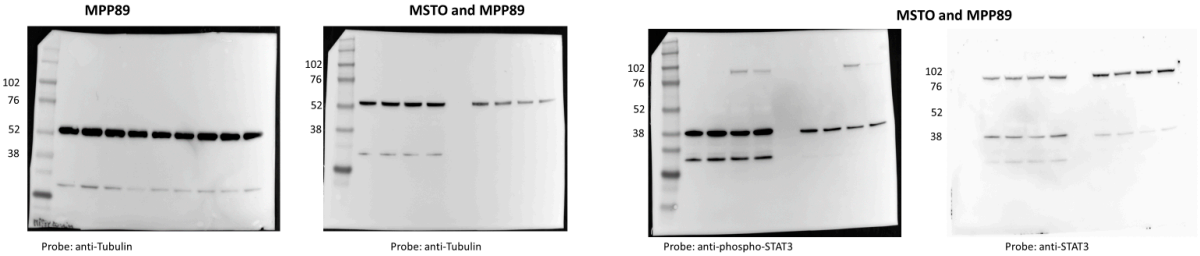 MPP89
MSTO and MPP89
MSTO and MPP89
102
76
52
38
102
76
52
38
102
76
52
38
102
76
52
38
Probe: anti-Tubulin
Probe: anti-Tubulin
Probe: anti-phospho-STAT3
Probe: anti-STAT3